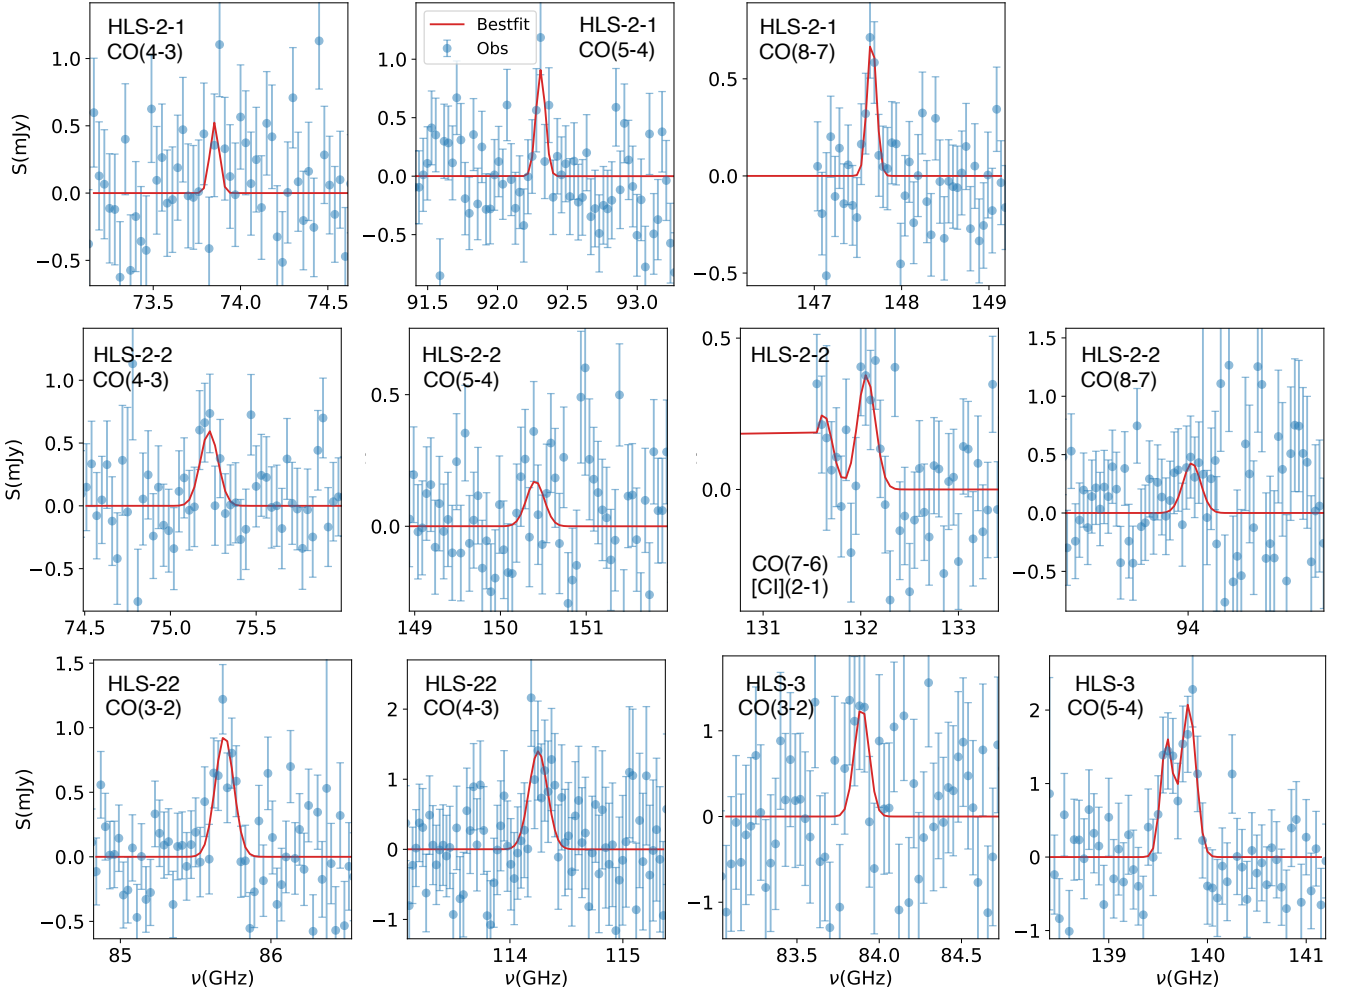 HLS-2-1
CO(4-3)
1.0
0.5
0.0
−0.5
S(mJy)
73.5 74.0 74.5
Bestfit
Obs
HLS-2-1
CO(5-4)
1.0
0.5
0.0
−0.5
91.5 92.0 92.5 93.0
HLS-2-1
CO(8-7)
0.5
0.0
−0.5
147 148 149
HLS-2-2
CO(4-3)
1.0
0.5
0.0
−0.5
S(mJy)
74.5 75.0 75.5
HLS-2-2
CO(5-4)
0.5
0.0
149 150 151
HLS-2-2
0.5
0.0
CO(7-6)
[CI](2-1)
131 132 133
HLS-2-2
CO(8-7)
1.5
1.0
0.5
0.0
−0.5
94
HLS-22
CO(3-2)
1.5
1.0
0.5
0.0
−0.5
S(mJy)
85 86
ν(GHz)
HLS-22
CO(4-3)
2
1
0
−1
114 115
ν(GHz)
HLS-3
CO(3-2)
1
0
−1
83.5 84.0 84.5
ν(GHz)
HLS-3
CO(5-4)
2
1
0
−1
139 140 141
ν(GHz)